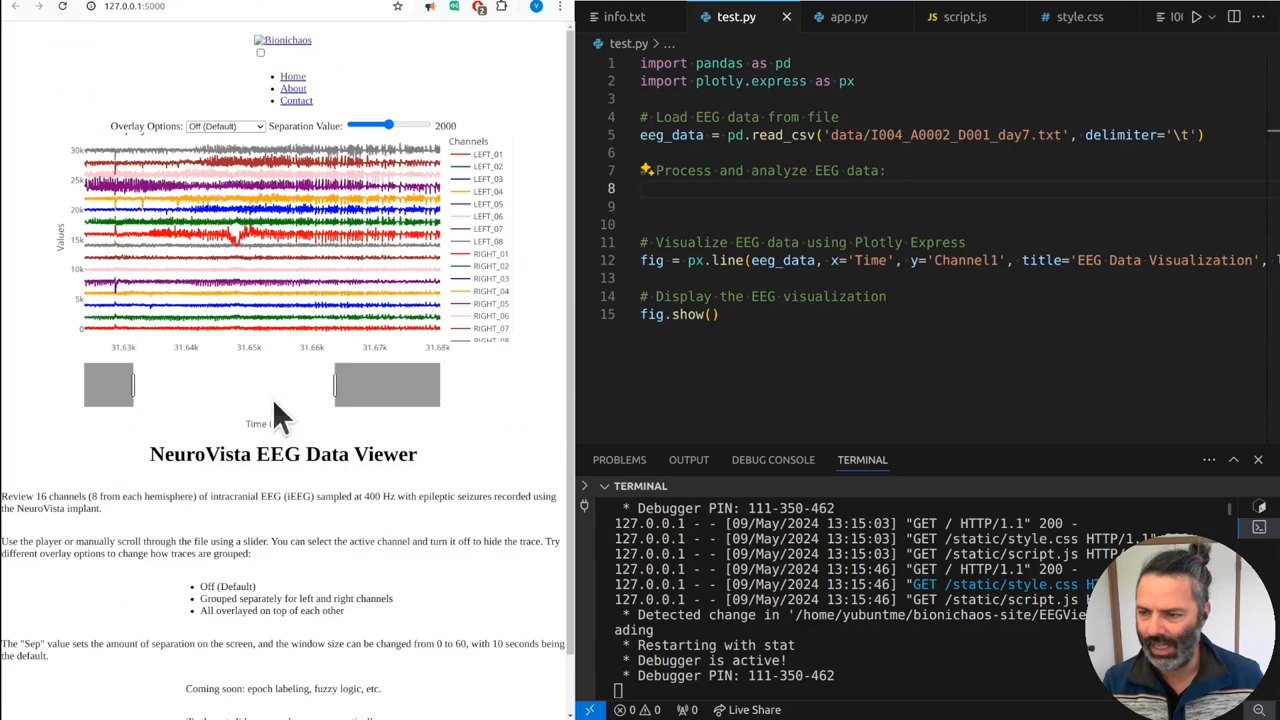 127.0.0.1:5000
2
Y
Bionichaos
Home
About
Contact
Overlay Options: Off (Default) Separation Value: 2000
Channels
LEFT_01
LEFT_02
LEFT_03
LEFT_04
LEFT_05
LEFT_06
LEFT_07
LEFT_08
RIGHT_01
RIGHT_02
RIGHT_03
RIGHT_04
RIGHT_05
RIGHT_06
RIGHT_07
RIGHT_08
Values
30k
25k
20k
15k
10k
5k
0
31.63k 31.64k 31.65k 31.66k 31.67k 31.68k
Time (
NeuroVista EEG Data Viewer
Review 16 channels (8 from each hemisphere) of intracranial EEG (iEEG) sampled at 400 Hz with epileptic seizures recorded using
the NeuroVista implant.
Use the player or manually scroll through the file using a slider. You can select the active channel and turn it off to hide the trace. Try
different overlay options to change how traces are grouped:
Off (Default)
Grouped separately for left and right channels
All overlayed on top of each other
The "Sep" value sets the amount of separation on the screen, and the window size can be changed from 0 to 60, with 10 seconds being
the default.
Coming soon: epoch labeling, fuzzy logic, etc.
info.txt test.py app.py script.js style.css I00
test.py > ...
1 import pandas as pd
2 import plotly.express as px
3
4 # Load EEG data from file
5 eeg_data = pd.read_csv('data/I004_A0002_D001_day7.txt', delimiter='\t')
6
7 Process and analyze EEG data:
8
9
10
11 # Visualize EEG data using Plotly Express
12 fig = px.line(eeg_data, x='Time', y='Channel1', title='EEG Data Visualization', l
13
14 # Display the EEG visualization
15 fig.show()
PROBLEMS OUTPUT DEBUG CONSOLE TERMINAL
TERMINAL
* Debugger PIN: 111-350-462
127.0.0.1 - - [09/May/2024 13:15:03] "GET / HTTP/1.1" 200 -
127.0.0.1 - - [09/May/2024 13:15:03] "GET /static/style.css HTTP/1.
127.0.0.1 - - [09/May/2024 13:15:03] "GET /static/script.js HTTP/1
127.0.0.1 - - [09/May/2024 13:15:46] "GET / HTTP/1.1" 200 -
127.0.0.1 - - [09/May/2024 13:15:46] "GET /static/style.css H
127.0.0.1 - - [09/May/2024 13:15:46] "GET /static/script.js H
* Detected change in '/home/yubuntme/bionichaos-site/EEGVie
ading
* Restarting with stat
* Debugger is active!
* Debugger PIN: 111-350-462
0 0 0 Live Share